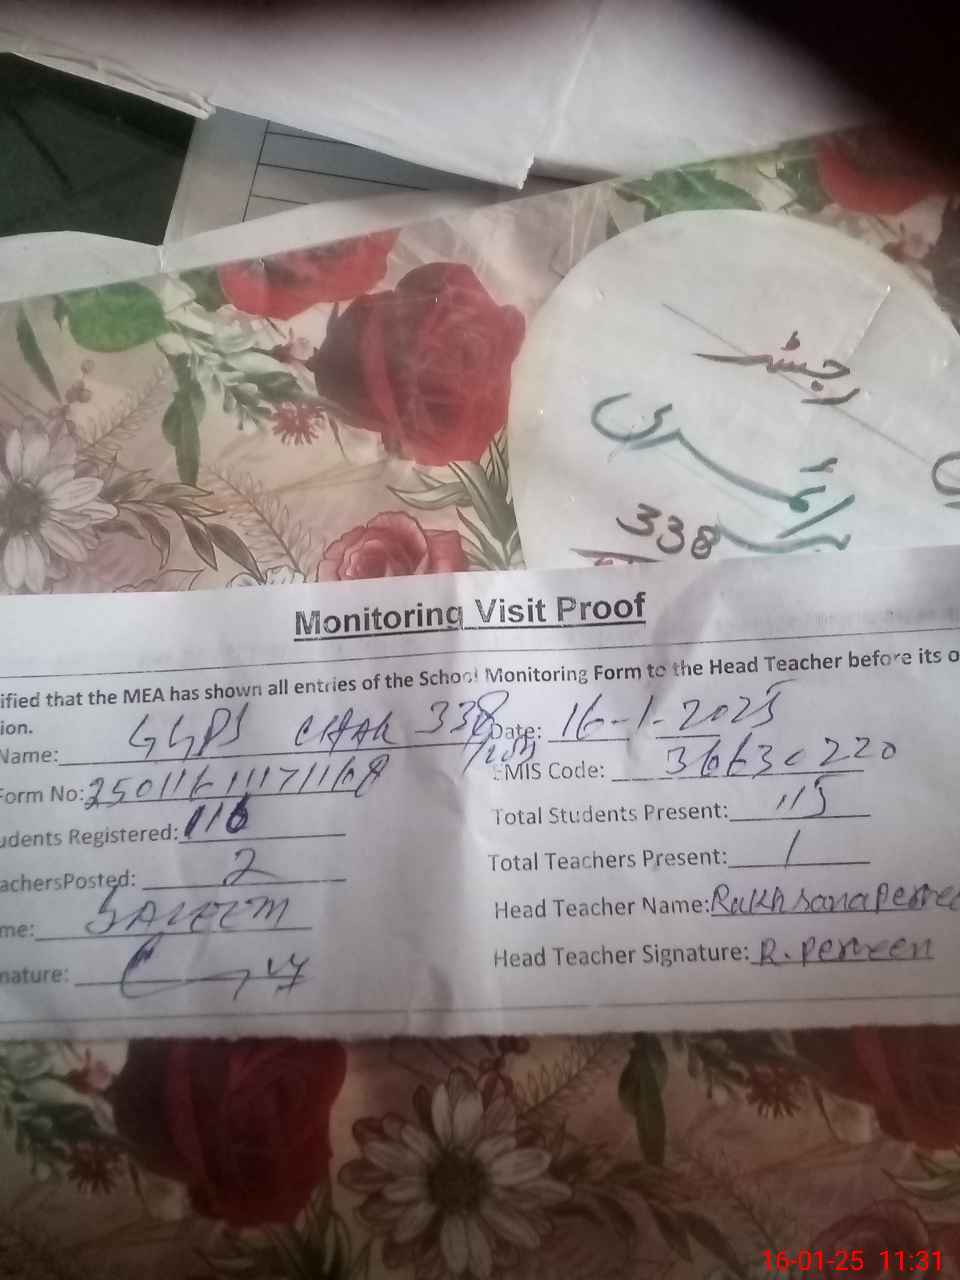 رجسٹر
پرائمری
338
Monitoring Visit Proof
ified that the MEA has shown all entries of the School Monitoring Form to the Head Teacher before its o
ion.
Name: GGPS CHAK 338 Date: 16-1-2025
EMIS Code: 36630220
Form No: 
udents Registered: 116 Total Students Present: 115
achersPosted: 2 Total Teachers Present: 1
me: SALEEM Head Teacher Name: Rukhsana Perve
nature: Head Teacher Signature: R. Perveen
16-01-25 11:31